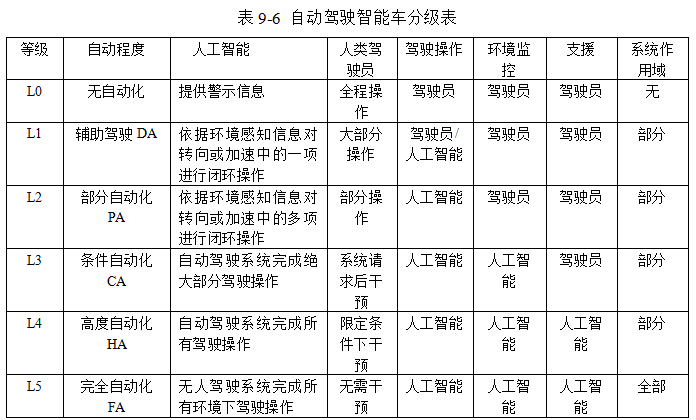 表 9-6 自动驾驶智能车分级表
等级 自动程度 人工智能 人类驾驶员 驾驶操作 环境监控 支援 系统作用域
L0 无自动化 提供警示信息 全程操作 驾驶员 驾驶员 驾驶员 无
L1 辅助驾驶 DA 依据环境感知信息对转向或加速中的一项进行闭环操作 大部分操作 驾驶员/人工智能 驾驶员 驾驶员 部分
L2 部分自动化 PA 依据环境感知信息对转向或加速中的多项进行闭环操作 部分操作 人工智能 驾驶员 驾驶员 部分
L3 条件自动化 CA 自动驾驶系统完成绝大部分驾驶操作 系统请求后干预 人工智能 人工智能 驾驶员 部分
L4 高度自动化 HA 自动驾驶系统完成所有驾驶操作 限定条件下干预 人工智能 人工智能 人工智能 部分
L5 完全自动化 FA 无人驾驶系统完成所有环境下驾驶操作 无需干预 人工智能 人工智能 人工智能 全部